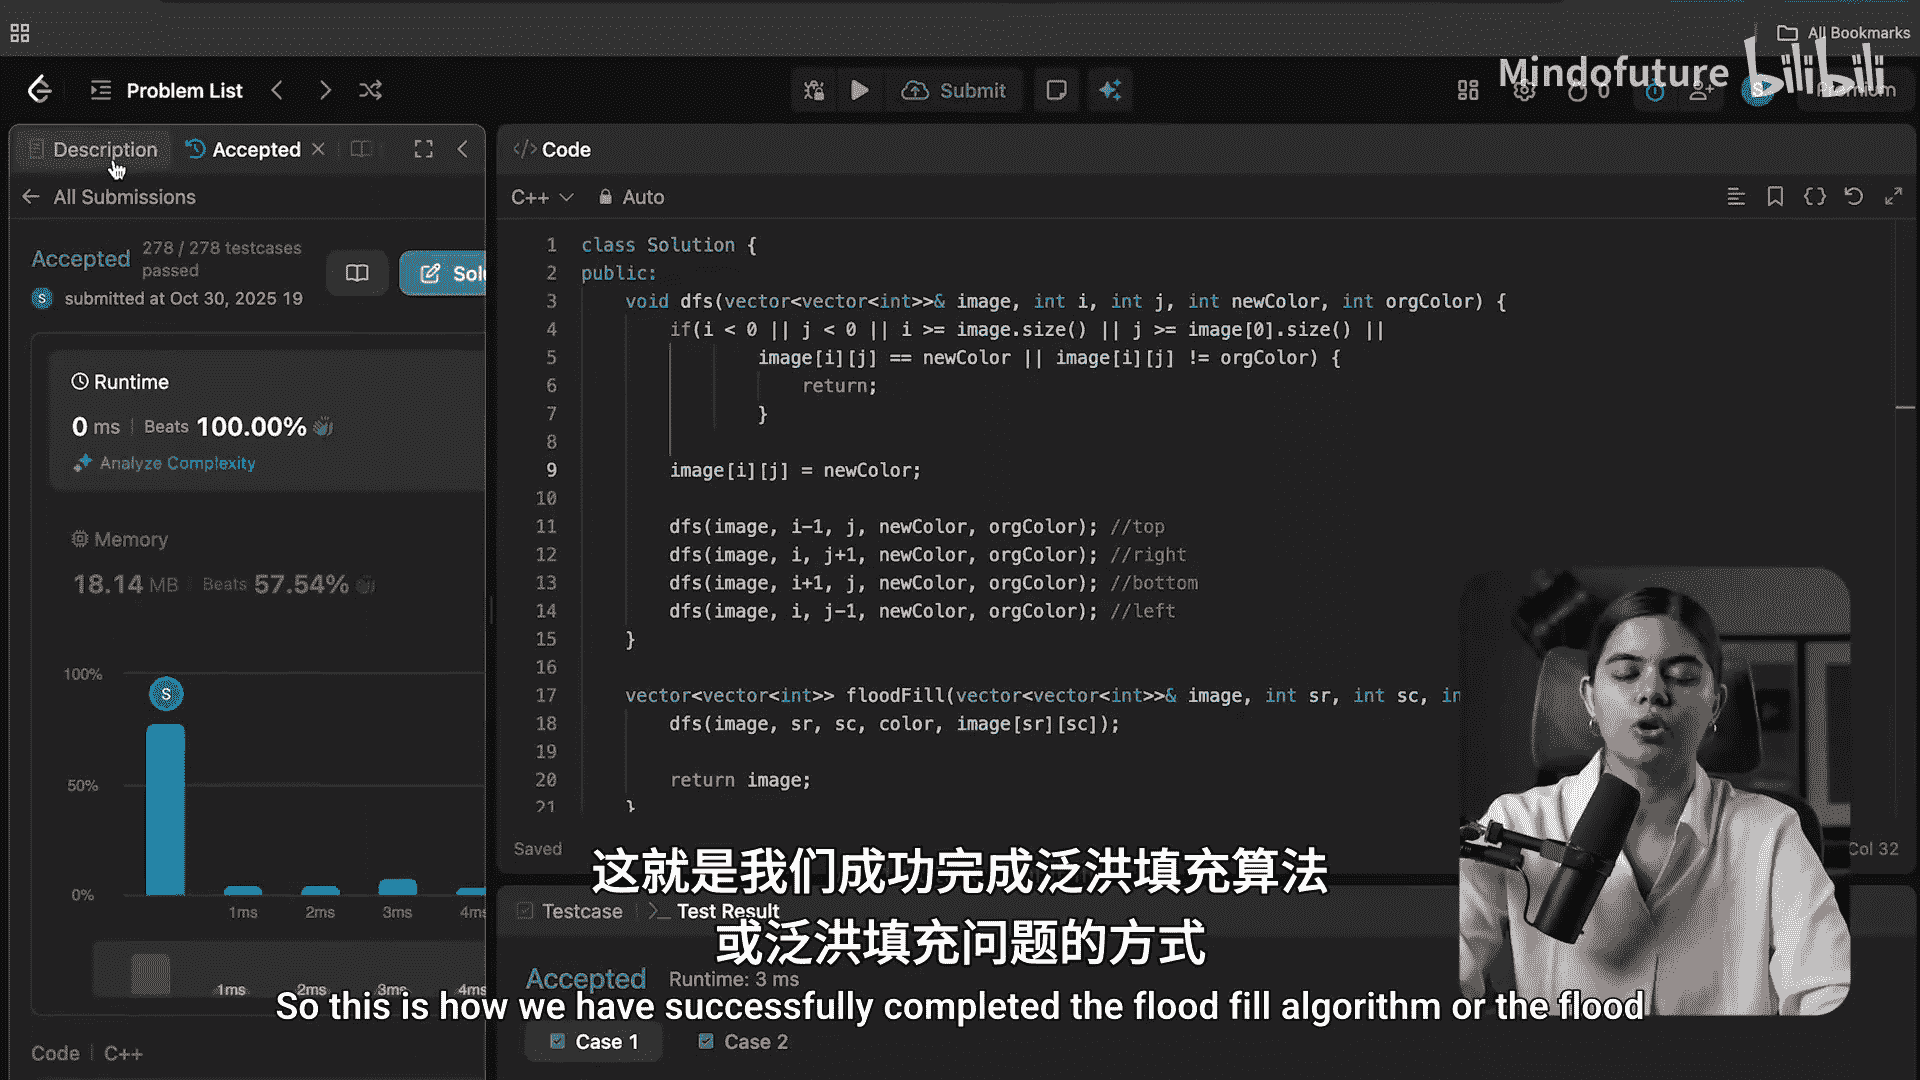 All Bookmarks
Mindofuture bilibili
Problem List
Submit
0
Premium
Description
Accepted
All Submissions
Accepted
278 / 278 testcases
passed
S submitted at Oct 30, 2025 19
Runtime
0 ms | Beats 100.00%
Analyze Complexity
Memory
18.14 MB | Beats 57.54%
100%
S
50%
0%
1ms 2ms 3ms 4ms
1ms 2ms 3ms 4ms
Code | C++
</> Code
C++ Auto
1 class Solution {
2 public:
3 void dfs(vector<vector<int>>& image, int i, int j, int newColor, int orgColor) {
4 if(i < 0 || j < 0 || i >= image.size() || j >= image[0].size() ||
5 image[i][j] == newColor || image[i][j] != orgColor) {
6 return;
7 }
8
9 image[i][j] = newColor;
10
11 dfs(image, i-1, j, newColor, orgColor); //top
12 dfs(image, i, j+1, newColor, orgColor); //right
13 dfs(image, i+1, j, newColor, orgColor); //bottom
14 dfs(image, i, j-1, newColor, orgColor); //left
15 }
16
17 vector<vector<int>> floodFill(vector<vector<int>>& image, int sr, int sc, in
18 dfs(image, sr, sc, color, image[sr][sc]);
19
20 return image;
21 }
Saved
Col 32
这就是我们成功完成泛洪填充算法
Testcase | Test Result
或泛洪填充问题的方式
Accepted Runtime: 3 ms
So this is how we have successfully completed the flood fill algorithm or the flood
Case 1 Case 2